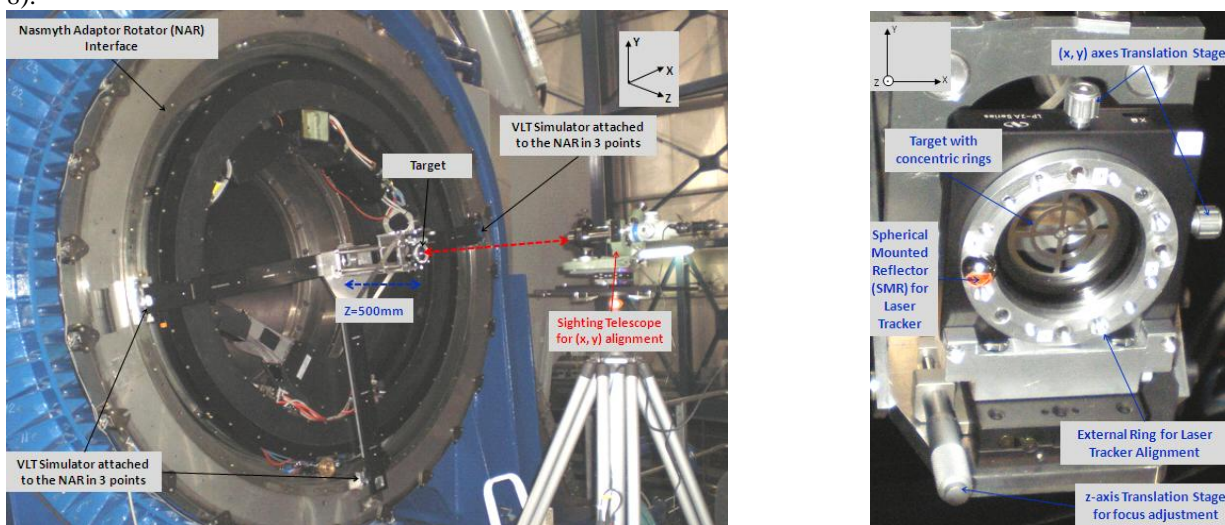 8).
Nasmyth Adaptor Rotator (NAR)
Interface
Y
X
Z
VLT Simulator attached
to the NAR in 3 points
Target
Z=500mm
Sighting Telescope
for (x, y) alignment
VLT Simulator attached
to the NAR in 3 points
Y
Z
X
(x, y) axes Translation Stage
Target with
concentric rings
Spherical
Mounted
Reflector
(SMR) for
Laser
Tracker
External Ring for Laser
Tracker Alignment
z-axis Translation Stage
for focus adjustment